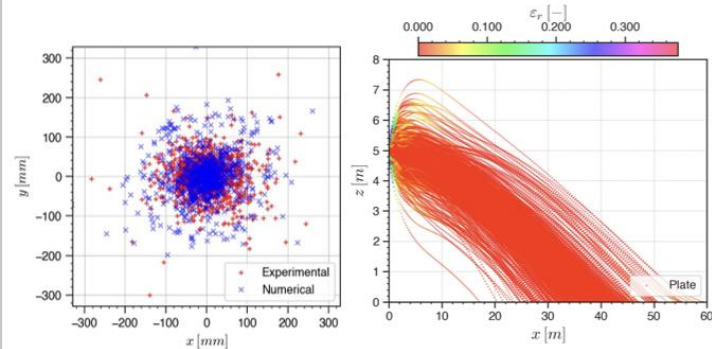 300
200
100
0
−100
−200
−300
y [mm]
−300 −200 −100 0 100 200 300
x [mm]
Experimental
Numerical
εr [−]
0.000 0.100 0.200 0.300
8
7
6
5
4
3
2
1
0
z [m]
0 10 20 30 40 50 60
x [m]
Plate